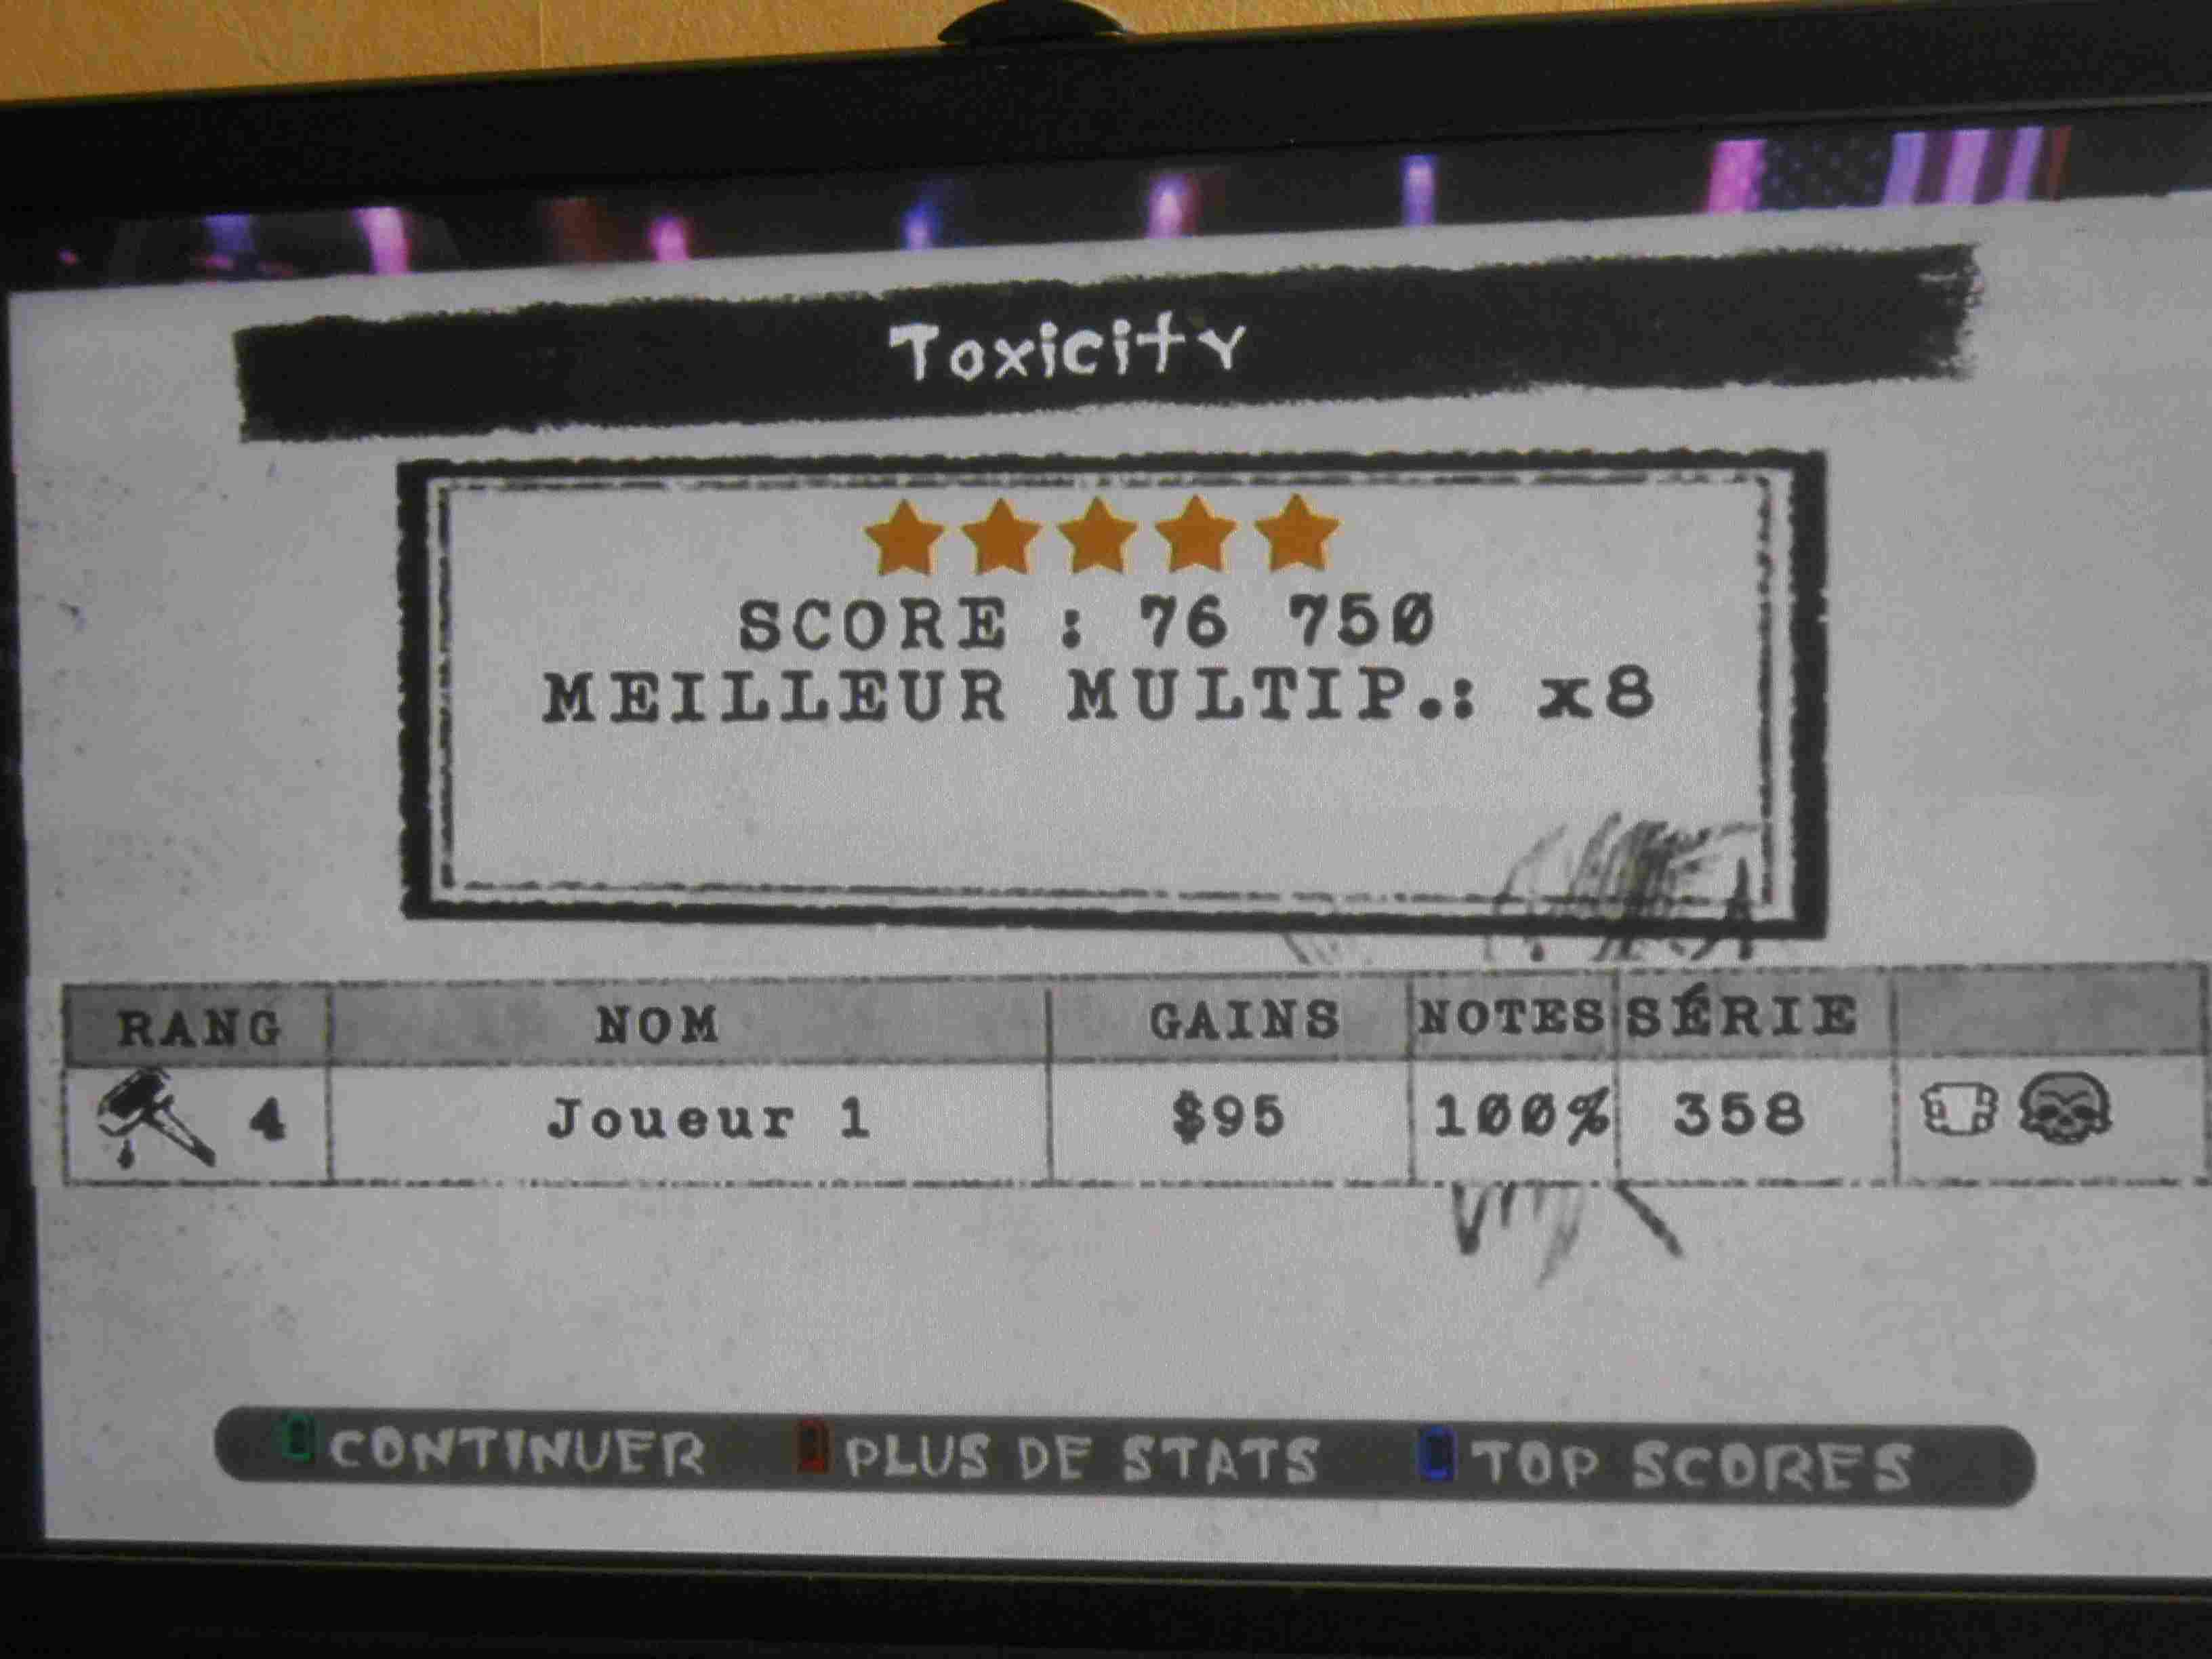 Toxicity
SCORE : 76 750
MEILLEUR MULTIP.: x8
RANG NOM GAINS NOTES SÉRIE
4 Joueur 1 $95 100% 358
CONTINUER PLUS DE STATS TOP SCORES